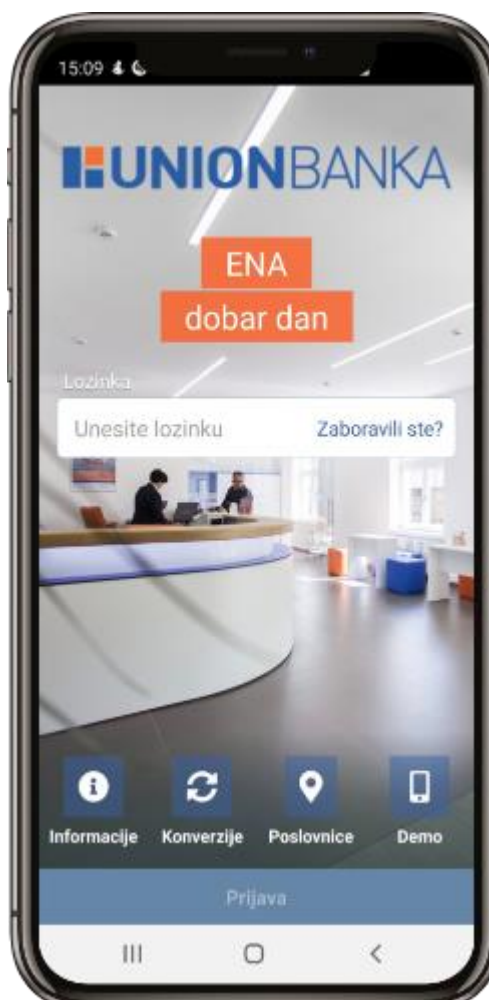 15:09
UNIONBANKA
ENA
dobar dan
Lozinka
Unesite lozinku Zaboravili ste?
Informacije Konverzije Poslovnice Demo
Prijava